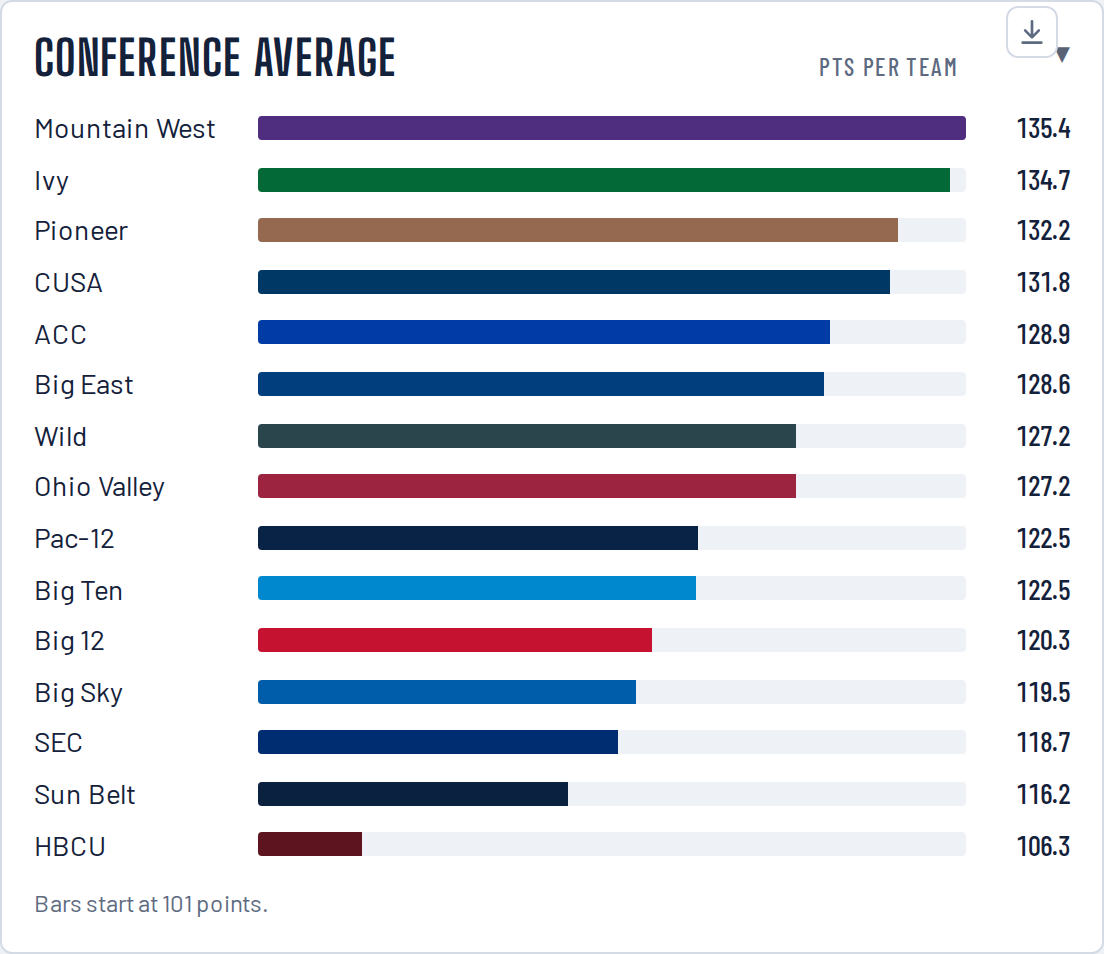 CONFERENCE AVERAGE
PTS PER TEAM ▼
Mountain West 135.4
Ivy 134.7
Pioneer 132.2
CUSA 131.8
ACC 128.9
Big East 128.6
Wild 127.2
Ohio Valley 127.2
Pac-12 122.5
Big Ten 122.5
Big 12 120.3
Big Sky 119.5
SEC 118.7
Sun Belt 116.2
HBCU 106.3
Bars start at 101 points.